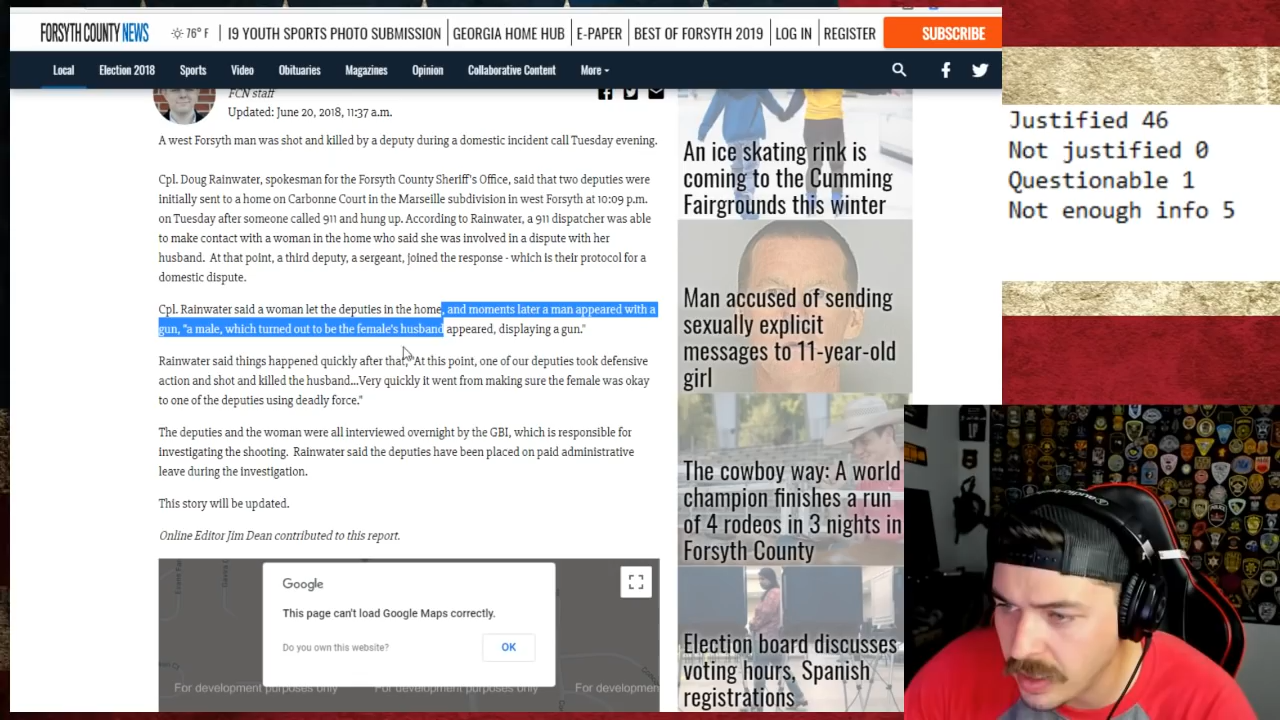 FORSYTH COUNTY NEWS
76° F
19 YOUTH SPORTS PHOTO SUBMISSION
GEORGIA HOME HUB
E-PAPER
BEST OF FORSYTH 2019
LOG IN
REGISTER
SUBSCRIBE
Local
Election 2018
Sports
Video
Obituaries
Magazines
Opinion
Collaborative Content
More
FCN staff
Updated: June 20, 2018, 11:37 a.m.
A west Forsyth man was shot and killed by a deputy during a domestic incident call Tuesday evening.
Cpl. Doug Rainwater, spokesman for the Forsyth County Sheriff's Office, said that two deputies were
initially sent to a home on Carbonne Court in the Marseille subdivision in west Forsyth at 10:09 p.m.
on Tuesday after someone called 911 and hung up. According to Rainwater, a 911 dispatcher was able
to make contact with a woman in the home who said she was involved in a dispute with her
husband. At that point, a third deputy, a sergeant, joined the response - which is their protocol for a
domestic dispute.
Cpl. Rainwater said a woman let the deputies in the home, and moments later a man appeared with a
gun, "a male, which turned out to be the female's husband appeared, displaying a gun."
Rainwater said things happened quickly after that, "At this point, one of our deputies took defensive
action and shot and killed the husband...Very quickly it went from making sure the female was okay
to one of the deputies using deadly force."
The deputies and the woman were all interviewed overnight by the GBI, which is responsible for
investigating the shooting. Rainwater said the deputies have been placed on paid administrative
leave during the investigation.
This story will be updated.
Online Editor Jim Dean contributed to this report.
Google
This page can't load Google Maps correctly.
Do you own this website?
OK
For development purposes only
For development purposes only
For developmen
An ice skating rink is
coming to the Cumming
Fairgrounds this winter
Man accused of sending
sexually explicit
messages to 11-year-old
girl
The cowboy way: A world
champion finishes a run
of 4 rodeos in 3 nights in
Forsyth County
Election board discusses
voting hours, Spanish
registrations
Justified 46
Not justified 0
Questionable 1
Not enough info 5